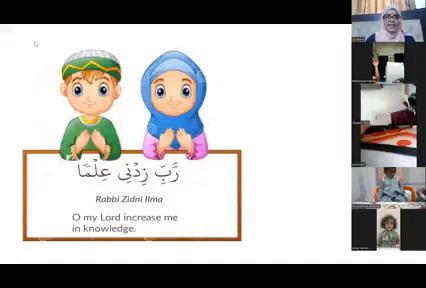 رَّبِّ زِدْنِى عِلْمًا
Rabbi Zidni Ilma
O my Lord increase me
in knowledge.